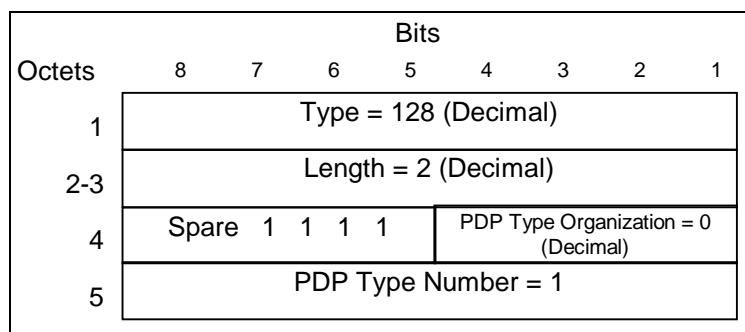 Bits
Octets 8 7 6 5 4 3 2 1
1 Type = 128 (Decimal)
2-3 Length = 2 (Decimal)
4 Spare 1 1 1 1 PDP Type Organization = 0
(Decimal)
5 PDP Type Number = 1